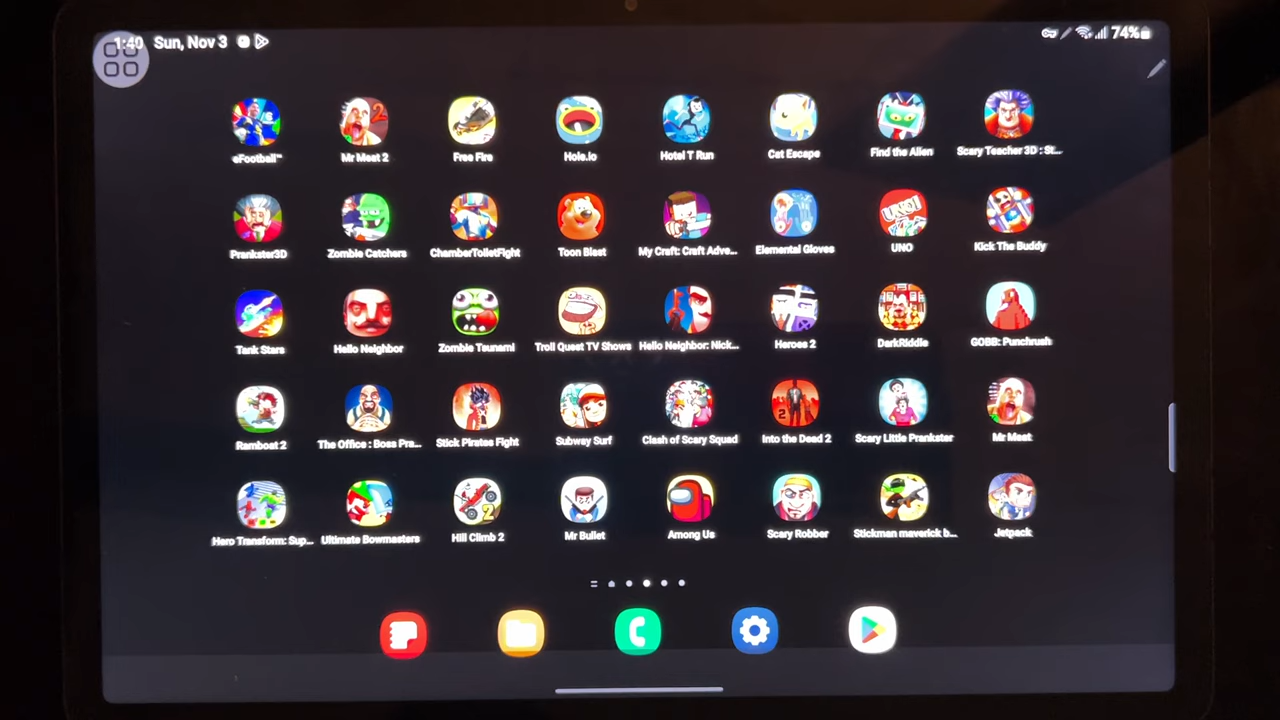 1:40 Sun, Nov 3 74%
eFootball™ Mr Meat 2 Free Fire Hole.io Hotel T Run Cat Escape Find the Alien Scary Teacher 3D : St...
Prankster3D Zombie Catchers ChamberToiletFight Toon Blast My Craft: Craft Adve... Elemental Gloves UNO Kick The Buddy
Tank Stars Hello Neighbor Zombie Tsunami Troll Quest TV Shows Hello Neighbor: Nick... Heroes 2 DarkRiddle GOBB: Punchrush
Ramboat 2 The Office : Boss Pra... Stick Pirates Fight Subway Surf Clash of Scary Squad Into the Dead 2 Scary Little Prankster Mr Meat
Hero Transform: Sup... Ultimate Bowmasters Hill Climb 2 Mr Bullet Among Us Scary Robber Stickman maverick b... Jetpack